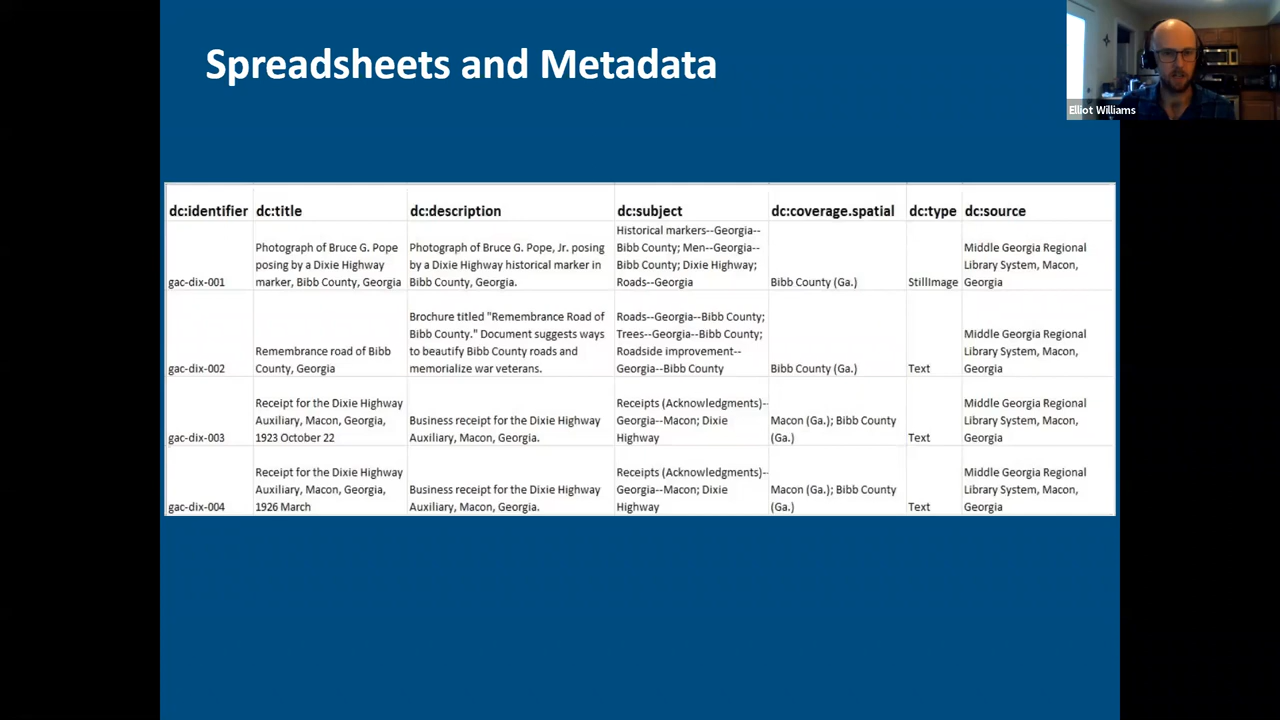 Spreadsheets and Metadata
Elliot Williams
dc:identifier dc:title dc:description dc:subject dc:coverage.spatial dc:type dc:source
gac-dix-001
Photograph of Bruce G. Pope
posing by a Dixie Highway
marker, Bibb County, Georgia
Photograph of Bruce G. Pope, Jr. posing
by a Dixie Highway historical marker in
Bibb County, Georgia.
Historical markers--Georgia--
Bibb County; Men--Georgia--
Bibb County; Dixie Highway;
Roads--Georgia
Bibb County (Ga.)
StillImage
Middle Georgia Regional
Library System, Macon,
Georgia
gac-dix-002
Remembrance road of Bibb
County, Georgia
Brochure titled "Remembrance Road of
Bibb County." Document suggests ways
to beautify Bibb County roads and
memorialize war veterans.
Roads--Georgia--Bibb County;
Trees--Georgia--Bibb County;
Roadside improvement--
Georgia--Bibb County
Bibb County (Ga.)
Text
Middle Georgia Regional
Library System, Macon,
Georgia
gac-dix-003
Receipt for the Dixie Highway
Auxiliary, Macon, Georgia,
1923 October 22
Business receipt for the Dixie Highway
Auxiliary, Macon, Georgia.
Receipts (Acknowledgments)--
Georgia--Macon; Dixie
Highway
Macon (Ga.); Bibb County
(Ga.)
Text
Middle Georgia Regional
Library System, Macon,
Georgia
gac-dix-004
Receipt for the Dixie Highway
Auxiliary, Macon, Georgia,
1926 March
Business receipt for the Dixie Highway
Auxiliary, Macon, Georgia.
Receipts (Acknowledgments)--
Georgia--Macon; Dixie
Highway
Macon (Ga.); Bibb County
(Ga.)
Text
Middle Georgia Regional
Library System, Macon,
Georgia